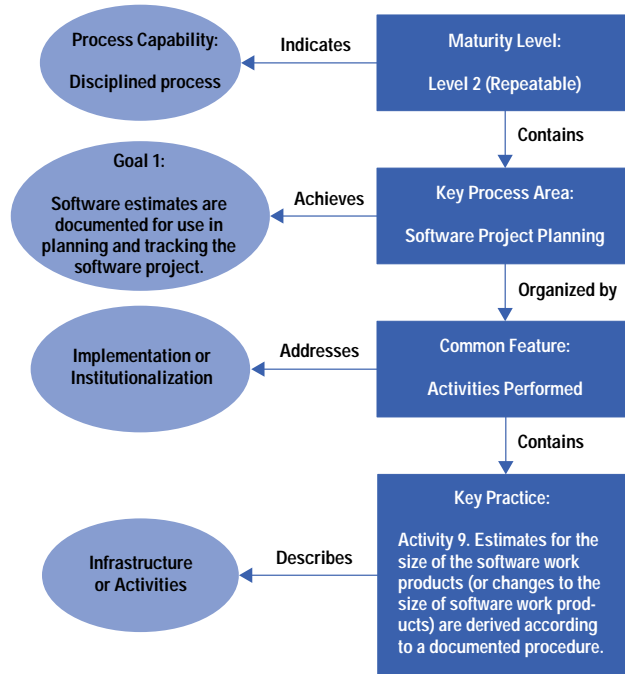 Process Capability:
Disciplined process
Indicates
Maturity Level:
Level 2 (Repeatable)
Contains
Goal 1:
Software estimates are
documented for use in
planning and tracking the
software project.
Achieves
Key Process Area:
Software Project Planning
Organized by
Implementation or
Institutionalization
Addresses
Common Feature:
Activities Performed
Contains
Infrastructure
or Activities
Describes
Key Practice:
Activity 9. Estimates for the
size of the software work
products (or changes to the
size of software work prod-
ucts) are derived according
to a documented procedure.